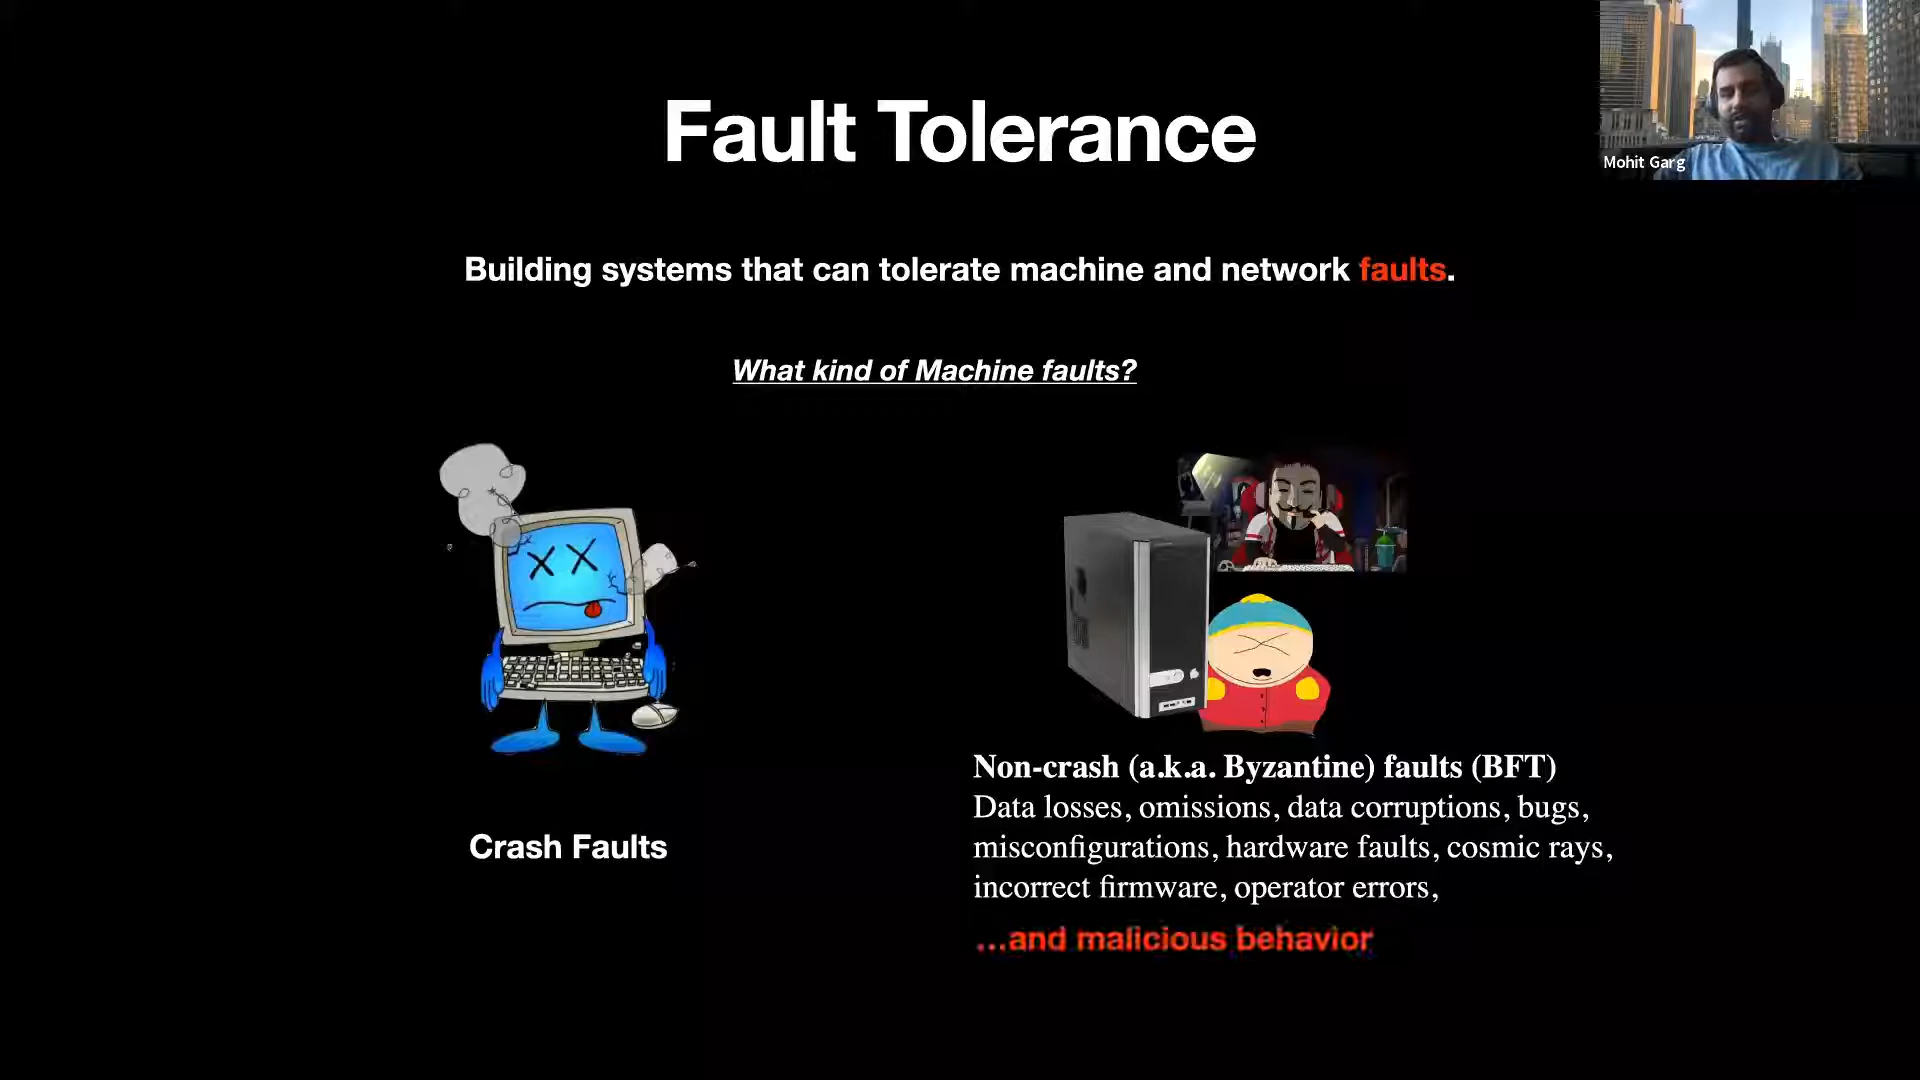 Fault Tolerance
Mohit Garg
Building systems that can tolerate machine and network faults.
What kind of Machine faults?
Non-crash (a.k.a. Byzantine) faults (BFT)
Data losses, omissions, data corruptions, bugs,
misconfigurations, hardware faults, cosmic rays,
incorrect firmware, operator errors,
...and malicious behavior
Crash Faults